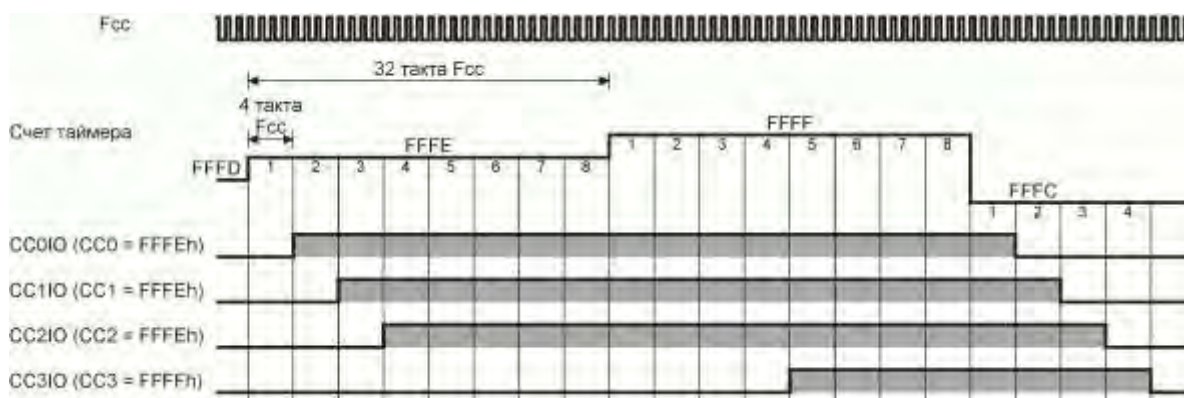 Fcc
32 такта Fcc
4 такта
Fcc
Счет таймера
FFFD
FFFE
FFFF
FFFC
1 2 3 4 5 6 7 8
1 2 3 4 5 6 7 8
1 2 3 4
CC0IO (CC0 = FFFEh)
CC1IO (CC1 = FFFEh)
CC2IO (CC2 = FFFEh)
CC3IO (CC3 = FFFFh)